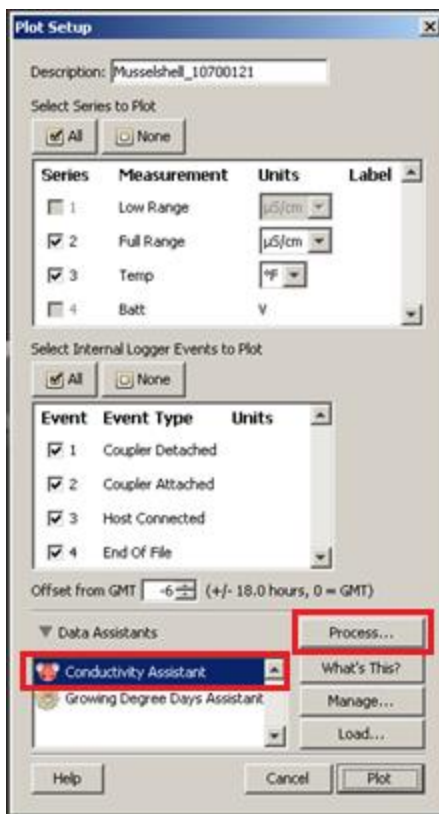 Plot Setup
Description: Musselshell_10700121
Select Series to Plot
All None
Series Measurement Units Label
1 Low Range µS/cm
2 Full Range µS/cm
3 Temp °F
4 Batt V
Select Internal Logger Events to Plot
All None
Event Event Type Units
1 Coupler Detached
2 Coupler Attached
3 Host Connected
4 End Of File
Offset from GMT -6 (+/- 18.0 hours, 0 = GMT)
Data Assistants Process...
Conductivity Assistant What's This?
Growing Degree Days Assistant Manage...
Load...
Help Cancel Plot